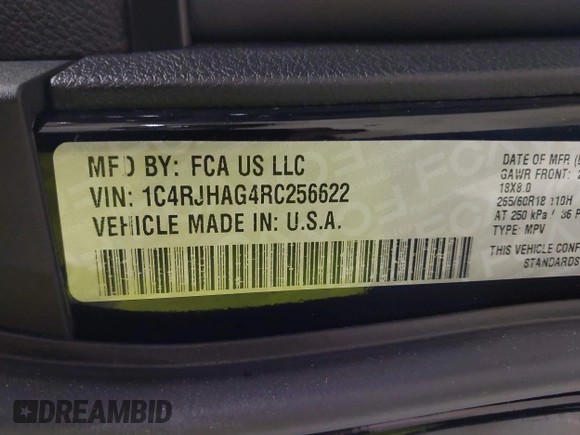 MFD BY: FCA US LLC
VIN: 1C4RJHAG4RC256622
VEHICLE MADE IN: U.S.A.
DATE OF MFR
GAWR FRONT:
18X8.0
265/60R18 110H
AT 250 kPa / 36
TYPE: MPV
THIS VEHICLE
STANDARDS
DREAMBID